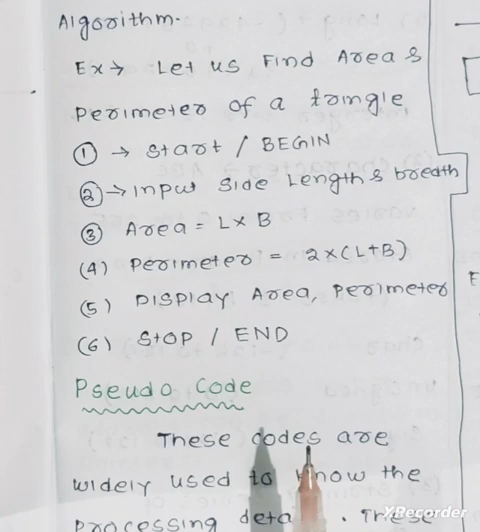 Algorithm.
Ex → Let us Find Area &
Perimeter of a tringle
① → Start / BEGIN
② → Input Side Length & breath
③ Area = L × B
(4) Perimeter = 2×(L+B)
(5) DISPLAY Area, Perimeter
(6) STOP / END
Pseudo Code
These codes are
widely used to know the
Processing . These
XRecorder